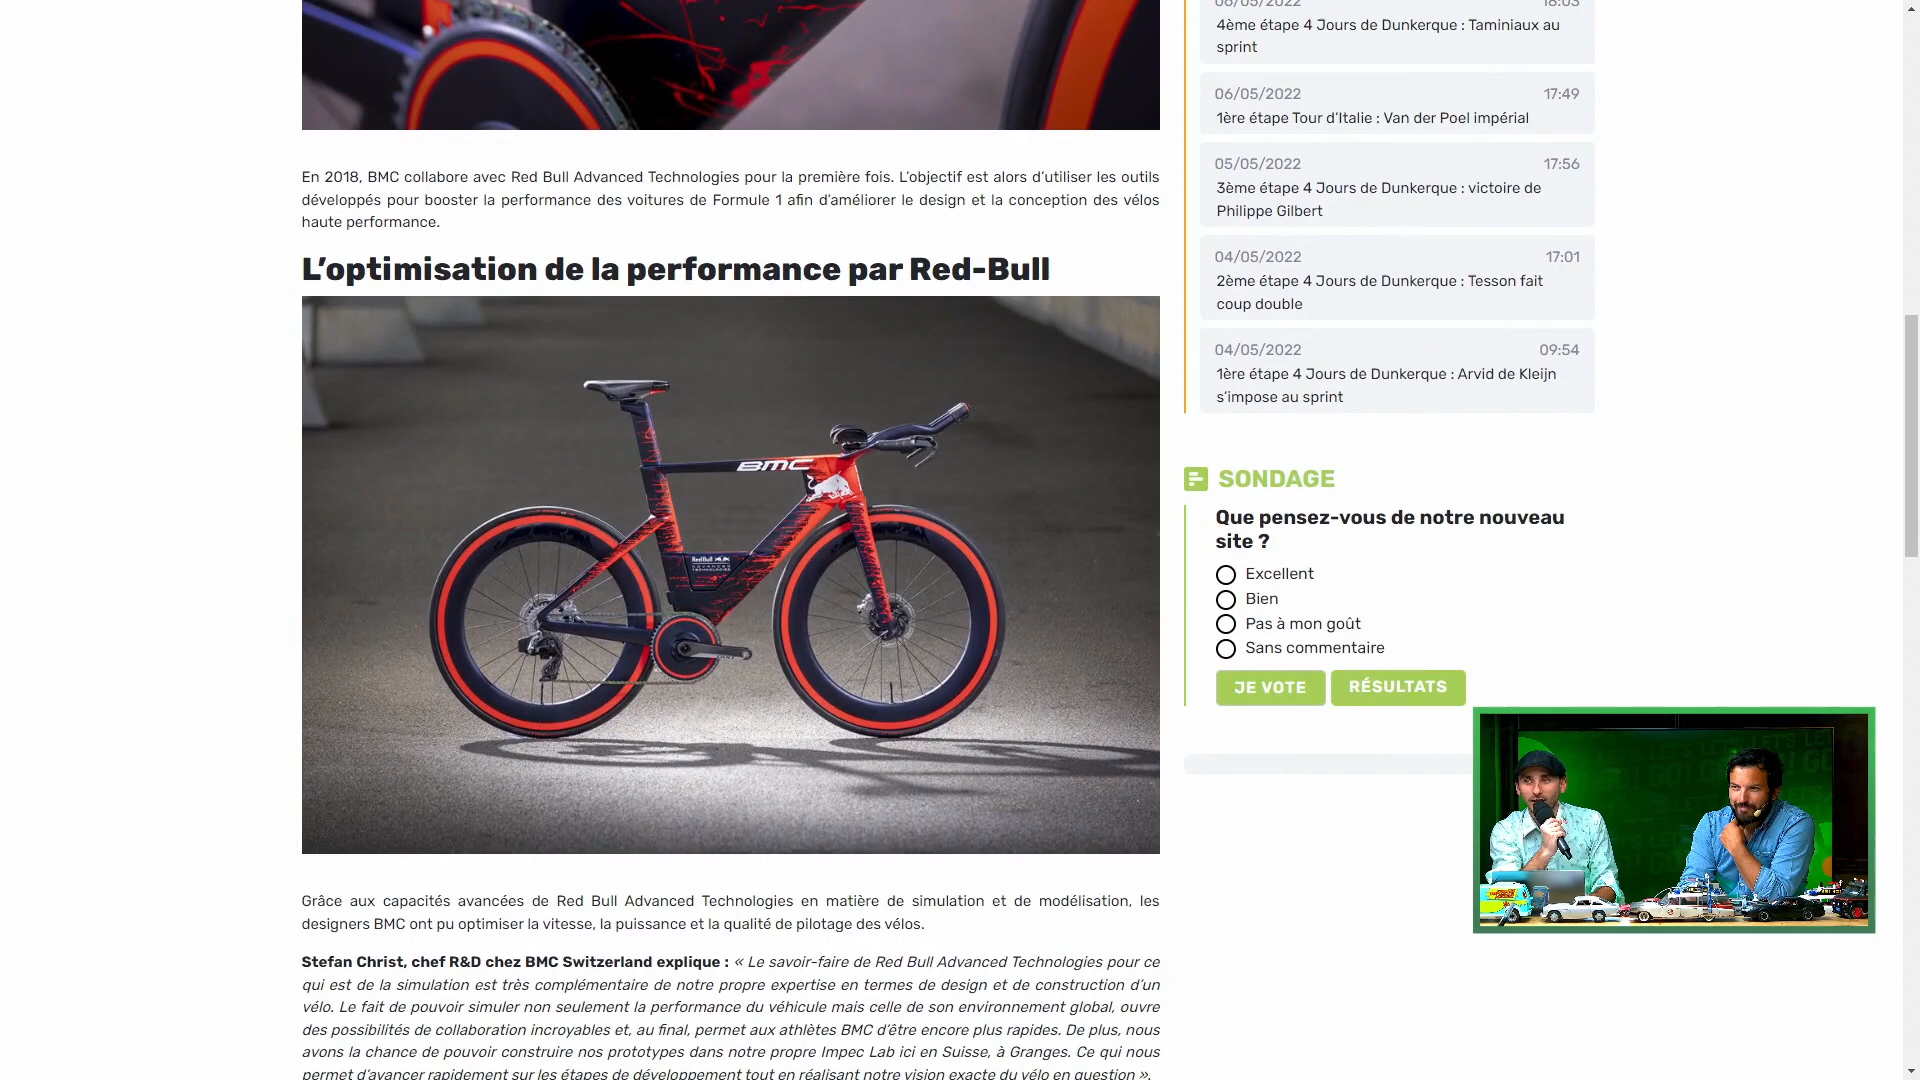 En 2018, BMC collabore avec Red Bull Advanced Technologies pour la première fois. L’objectif est alors d’utiliser les outils
développés pour booster la performance des voitures de Formule 1 afin d’améliorer le design et la conception des vélos
haute performance.
L’optimisation de la performance par Red-Bull
BMC
RedBull
ADVANCED
TECHNOLOGIES
Grâce aux capacités avancées de Red Bull Advanced Technologies en matière de simulation et de modélisation, les
designers BMC ont pu optimiser la vitesse, la puissance et la qualité de pilotage des vélos.
Stefan Christ, chef R&D chez BMC Switzerland explique : « Le savoir-faire de Red Bull Advanced Technologies pour ce
qui est de la simulation est très complémentaire de notre propre expertise en termes de design et de construction d’un
vélo. Le fait de pouvoir simuler non seulement la performance du véhicule mais celle de son environnement global, ouvre
des possibilités de collaboration incroyables et, au final, permet aux athlètes BMC d’être encore plus rapides. De plus, nous
avons la chance de pouvoir construire nos prototypes dans notre propre Impec Lab ici en Suisse, à Granges. Ce qui nous
permet d’avancer rapidement sur les étapes de développement tout en réalisant notre vision exacte du vélo en question ».
06/05/2022 18:03
4ème étape 4 Jours de Dunkerque : Taminiaux au
sprint
06/05/2022 17:49
1ère étape Tour d’Italie : Van der Poel impérial
05/05/2022 17:56
3ème étape 4 Jours de Dunkerque : victoire de
Philippe Gilbert
04/05/2022 17:01
2ème étape 4 Jours de Dunkerque : Tesson fait
coup double
04/05/2022 09:54
1ère étape 4 Jours de Dunkerque : Arvid de Kleijn
s’impose au sprint
SONDAGE
Que pensez-vous de notre nouveau
site ?
Excellent
Bien
Pas à mon goût
Sans commentaire
JE VOTE RÉSULTATS